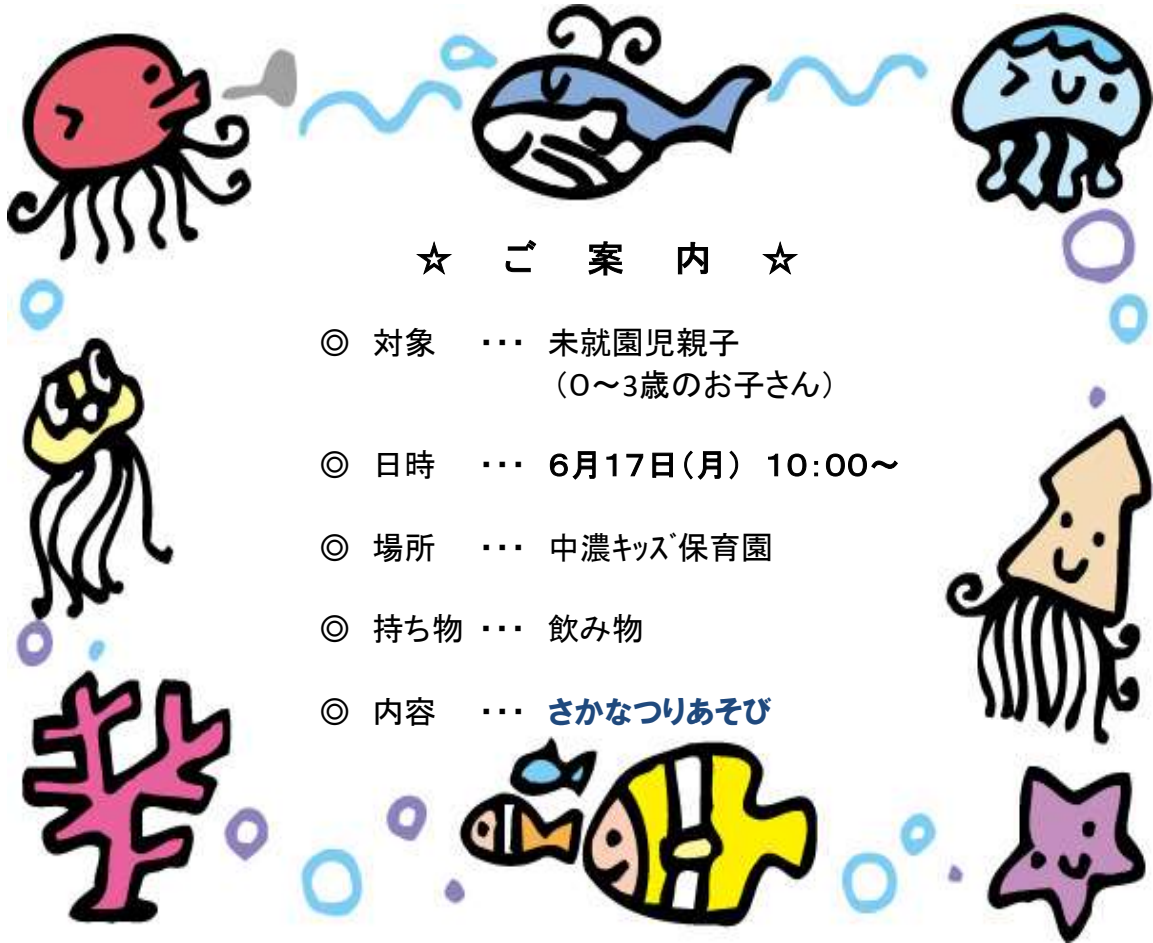 ☆　ご　案　内　☆
◎　対象　・・・　未就園児親子
（０～3歳のお子さん）
◎　日時　・・・　６月１７日（月）　１０：００～
◎　場所　・・・　中濃ｷｯｽﾞ保育園
◎　持ち物 ・・・　飲み物
◎　内容　・・・　さかなつりあそび